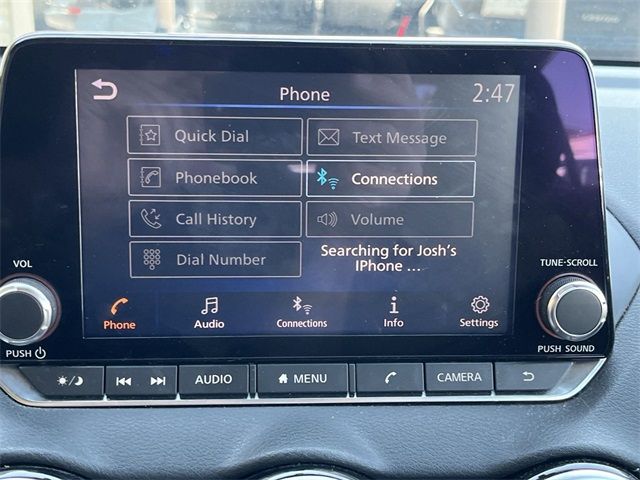 Phone
2:47
Quick Dial
Text Message
Phonebook
Connections
Call History
Volume
Dial Number
Searching for Josh's
IPhone ...
VOL
TUNE·SCROLL
Phone
Audio
Connections
Info
Settings
PUSH
PUSH SOUND
AUDIO
MENU
CAMERA